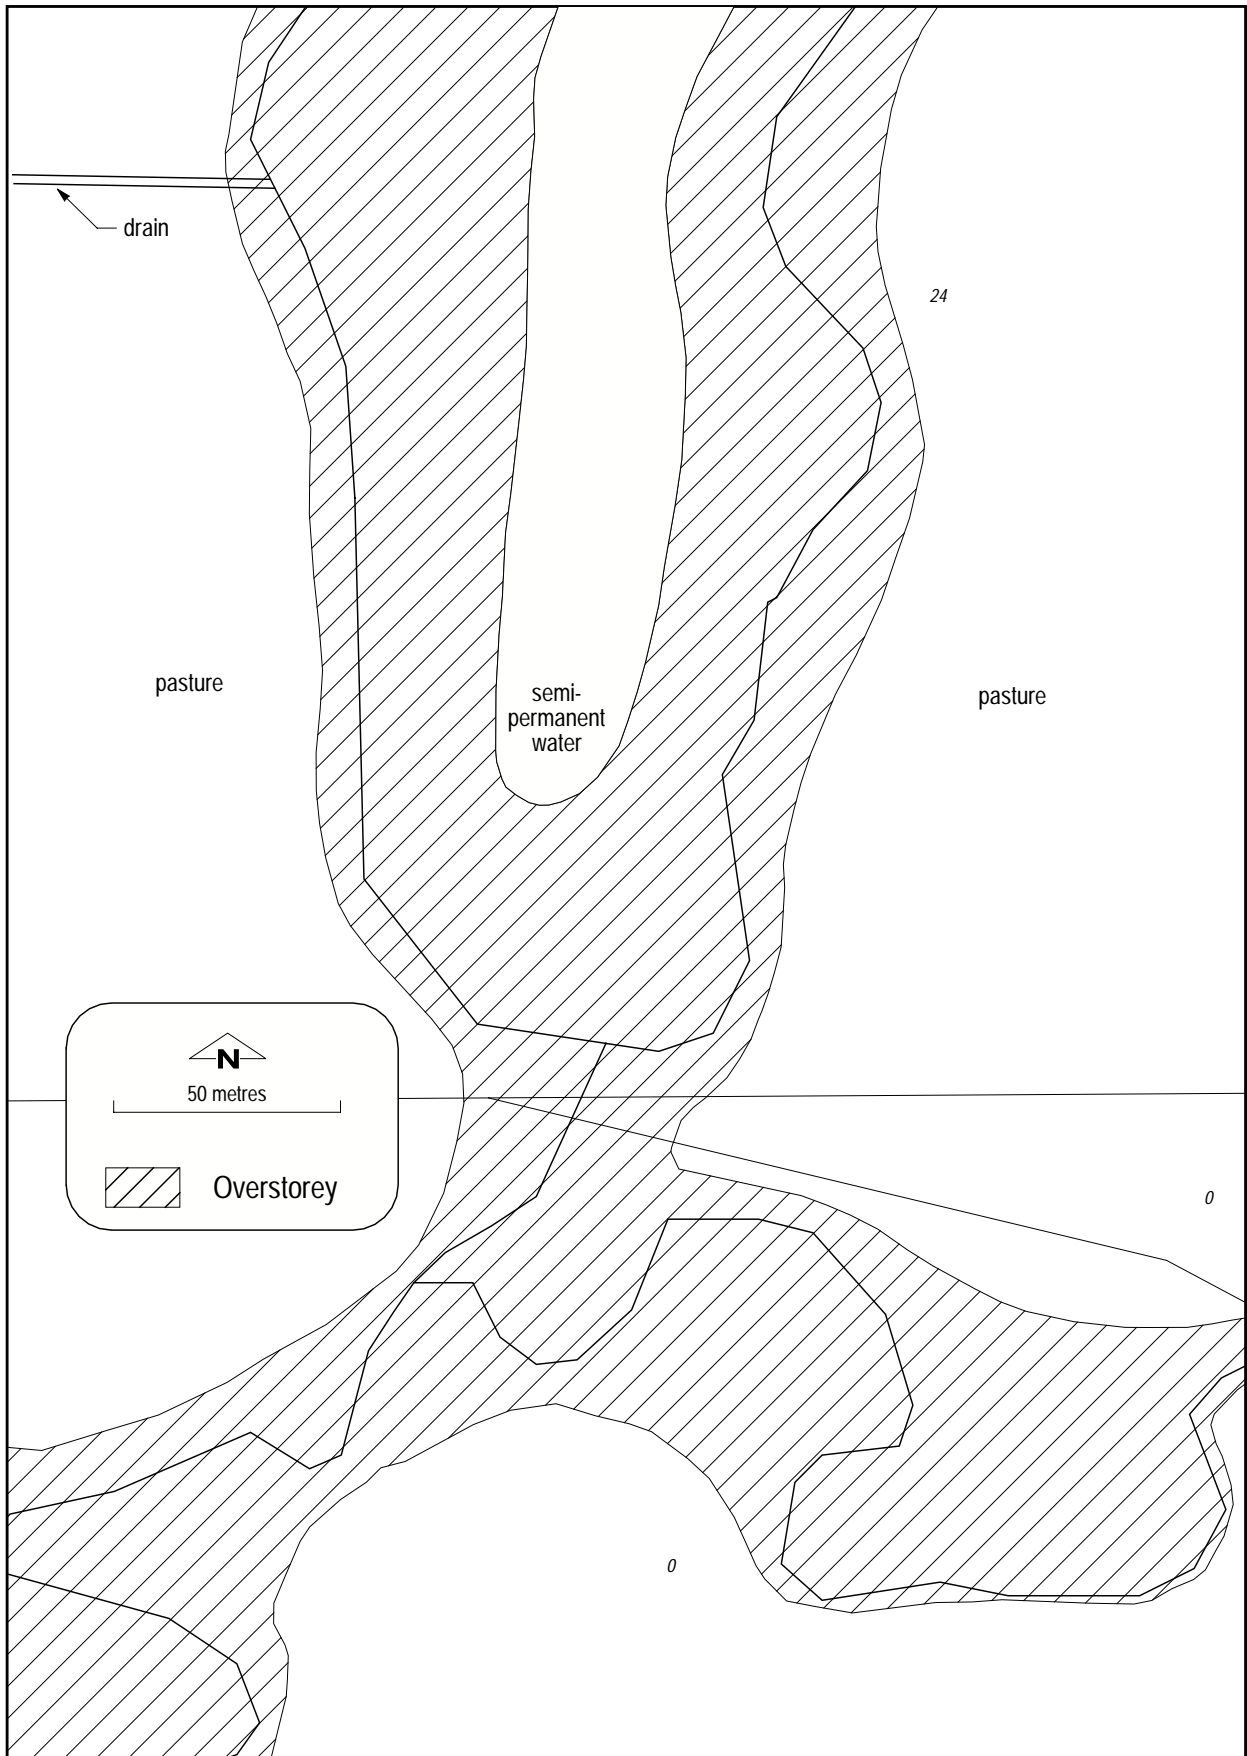 drain
24
pasture
semi-
permanent
water
pasture
N
50 metres
Overstorey
0
0